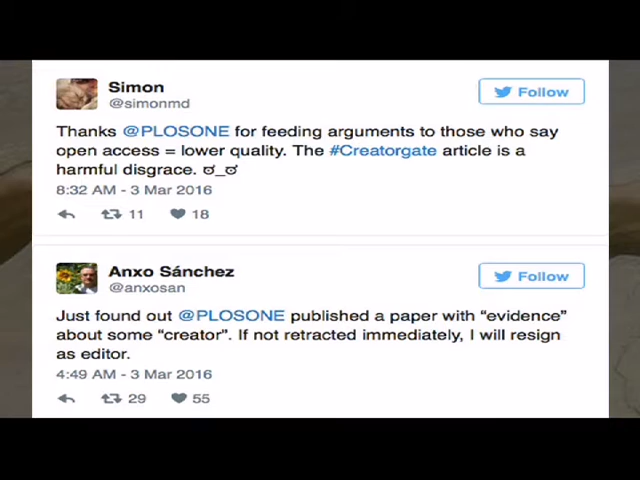 Simon
@simonmd
Follow
Thanks @PLOSONE for feeding arguments to those who say
open access = lower quality. The #Creatorgate article is a
harmful disgrace. ಠ_ಠ
8:32 AM - 3 Mar 2016
11 18
Anxo Sánchez
@anxosan
Follow
Just found out @PLOSONE published a paper with “evidence”
about some “creator”. If not retracted immediately, I will resign
as editor.
4:49 AM - 3 Mar 2016
29 55